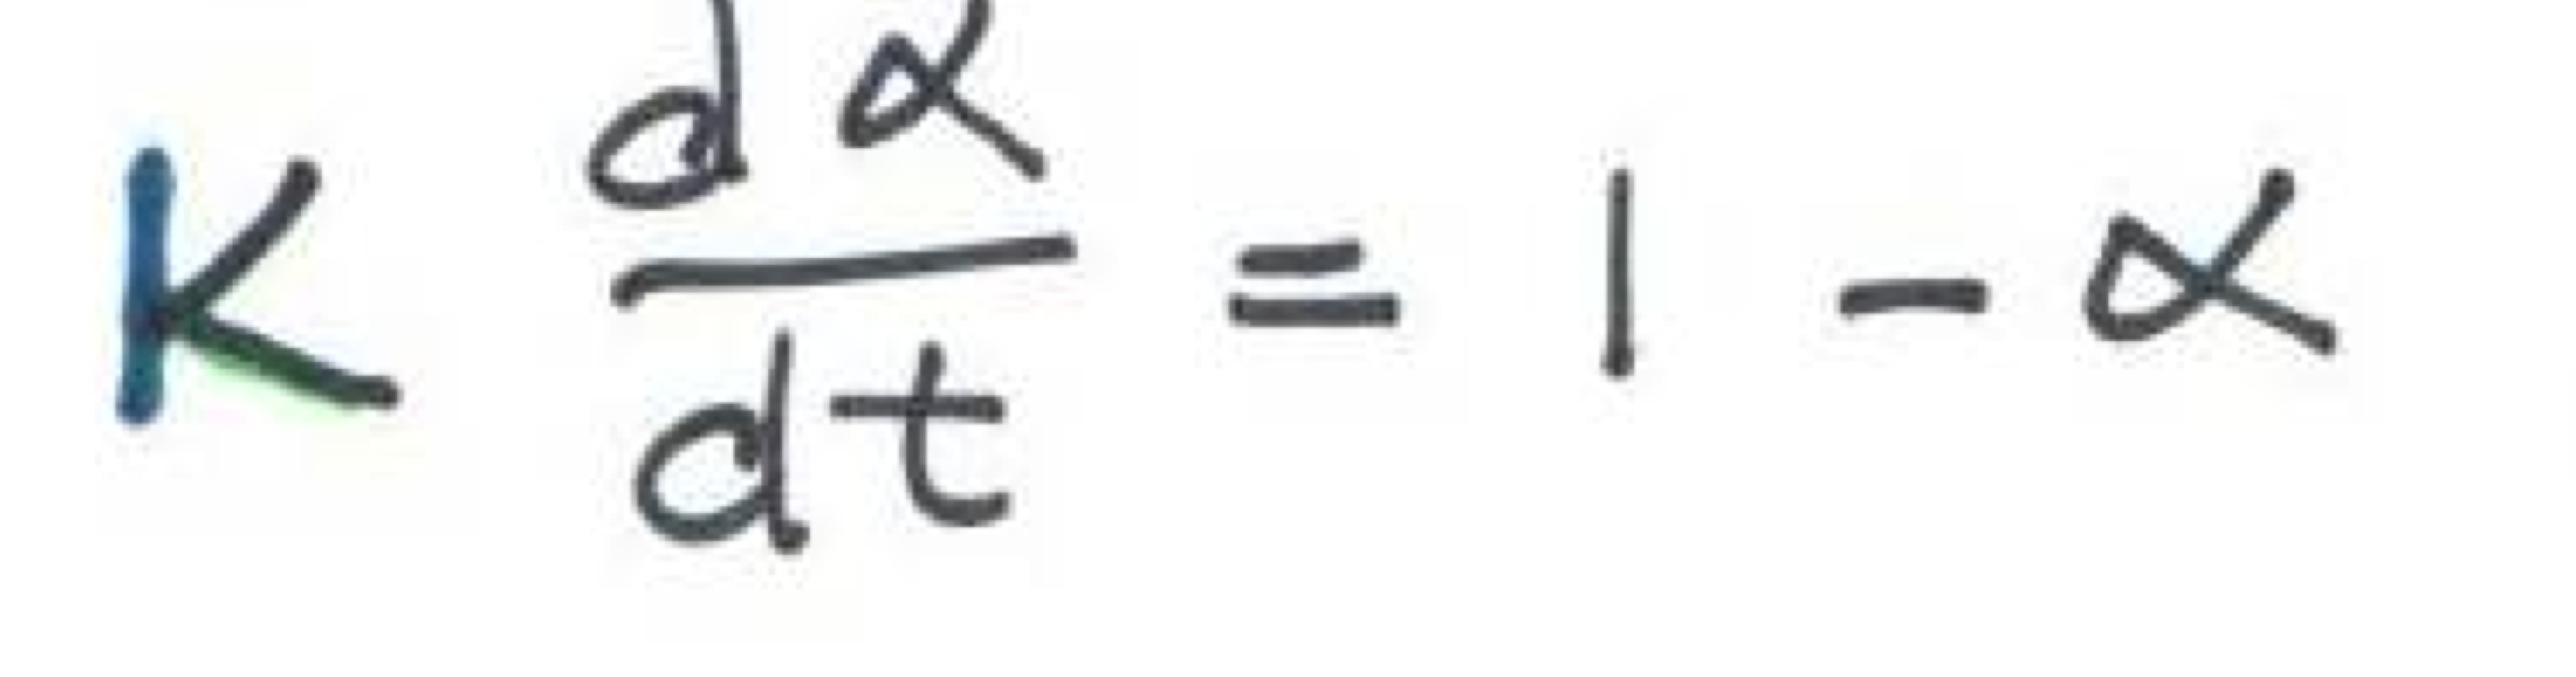 K dα/dt = 1 - α